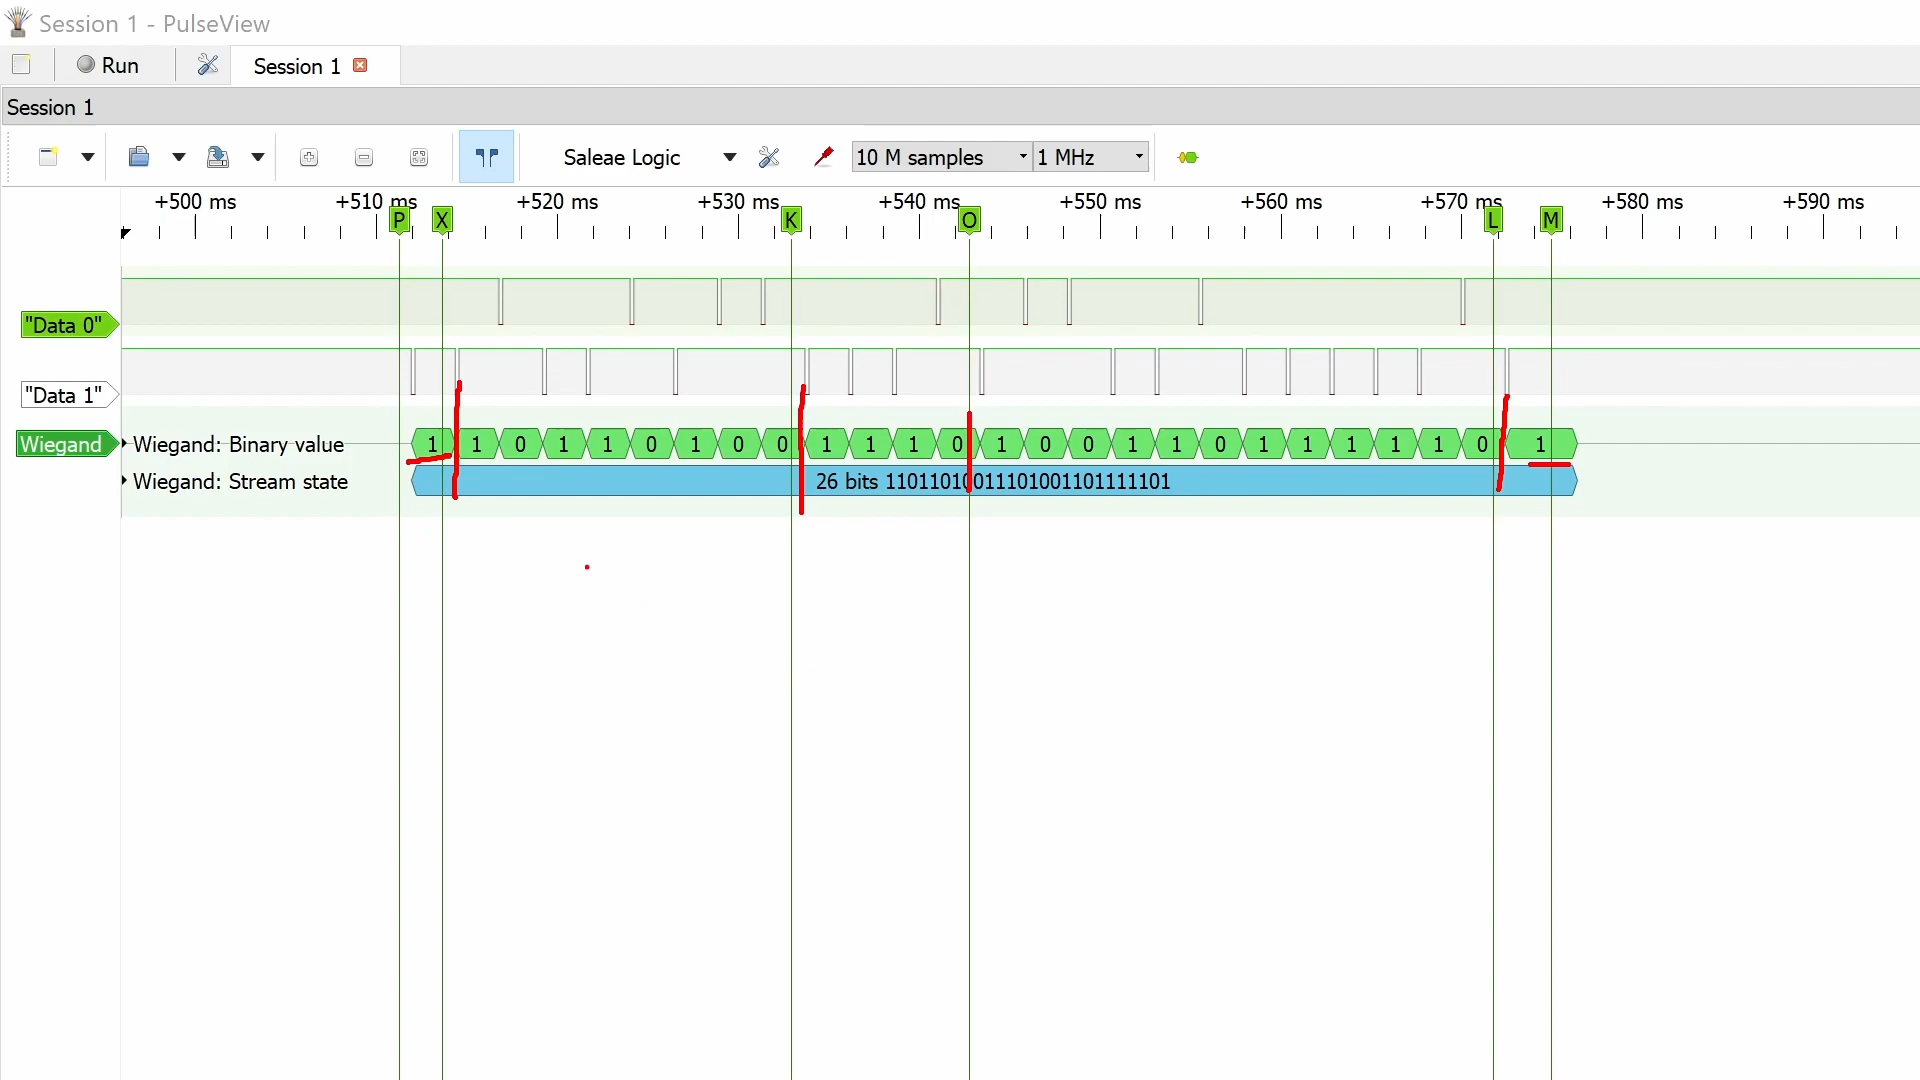 Session 1 - PulseView
Run
Session 1
Session 1
Saleae Logic 10 M samples 1 MHz
+500 ms +510 ms +520 ms +530 ms +540 ms +550 ms +560 ms +570 ms +580 ms +590 ms
P X K O L M
"Data 0"
"Data 1"
Wiegand Wiegand: Binary value 1 1 0 1 1 0 1 0 0 1 1 1 0 1 0 0 1 1 0 1 1 1 1 1 0 1
Wiegand: Stream state 26 bits 11011010011101001101111101